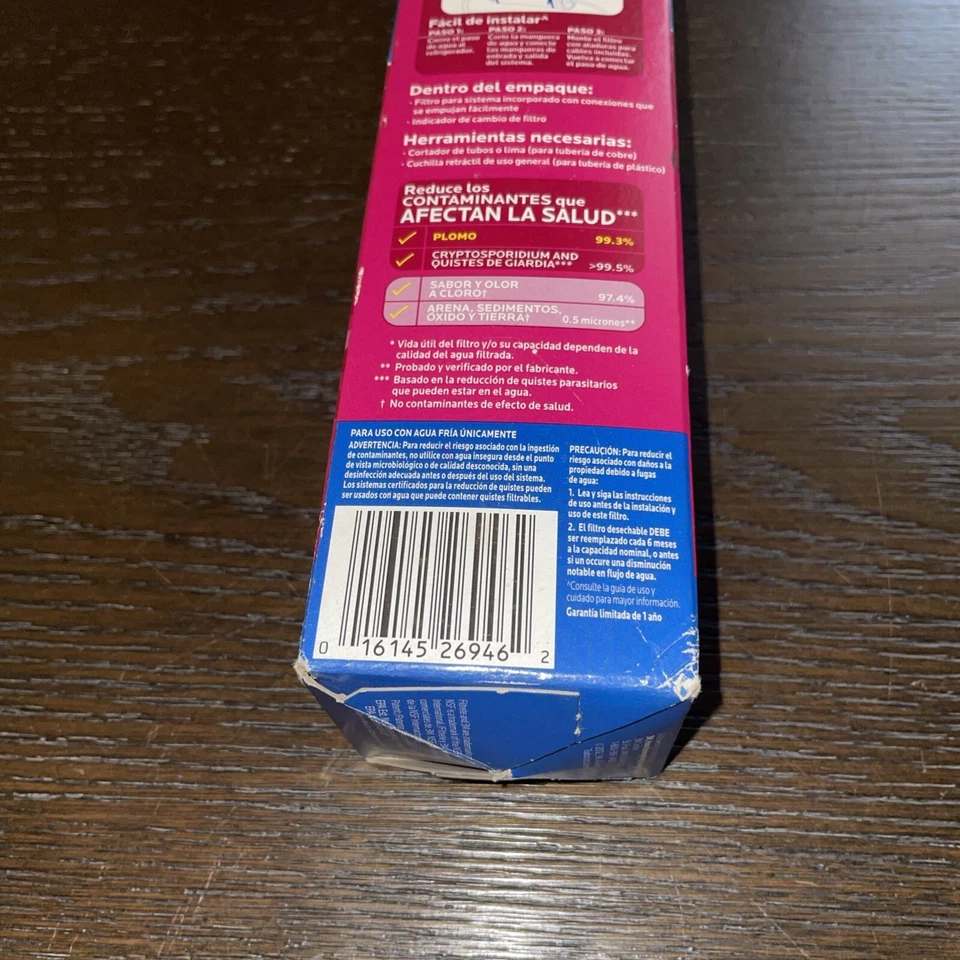 Fácil de instalar^
PASO 1: PASO 2: PASO 3:
Cierre el paso Corte la manguera Monte el filtro
de agua al de agua y conecte con ataduras para
refrigerador. las mangueras de cables incluidas.
entrada y salida Vuelva a conectar
del sistema. el paso de agua.
Dentro del empaque:
· Filtro para sistema incorporado con conexiones que
se empujan fácilmente
· Indicador de cambio de filtro
Herramientas necesarias:
· Cortador de tubos o lima (para tubería de cobre)
· Cuchilla retráctil de uso general (para tubería de plástico)
Reduce los
CONTAMINANTES que
AFECTAN LA SALUD***
PLOMO 99.3%
CRYPTOSPORIDIUM AND
QUISTES DE GIARDIA*** >99.5%
SABOR Y OLOR
A CLORO† 97.4%
ARENA, SEDIMENTOS,
ÓXIDO Y TIERRA† 0.5 micrones**
* Vida útil del filtro y/o su capacidad dependen de la
calidad del agua filtrada.
** Probado y verificado por el fabricante.
*** Basado en la reducción de quistes parasitarios
que pueden estar en el agua.
† No contaminantes de efecto de salud.
PARA USO CON AGUA FRÍA ÚNICAMENTE
ADVERTENCIA: Para reducir el riesgo asociado con la ingestión
de contaminantes, no utilice con agua insegura desde el punto
de vista microbiológico o de calidad desconocida, sin una
desinfección adecuada antes o después del uso del sistema.
Los sistemas certificados para la reducción de quistes pueden
ser usados con agua que puede contener quistes filtrables.
PRECAUCIÓN: Para reducir el
riesgo asociado con daños a la
propiedad debido a fugas
de agua:
1. Lea y siga las instrucciones
de uso antes de la instalación y
uso de este filtro.
2. El filtro desechable DEBE
ser reemplazado cada 6 meses
a la capacidad nominal, o antes
si un occure una disminución
notable en flujo de agua.
^Consulte la guía de uso y
cuidado para mayor información.
Garantía limitada de 1 año
0 16145 26946 2